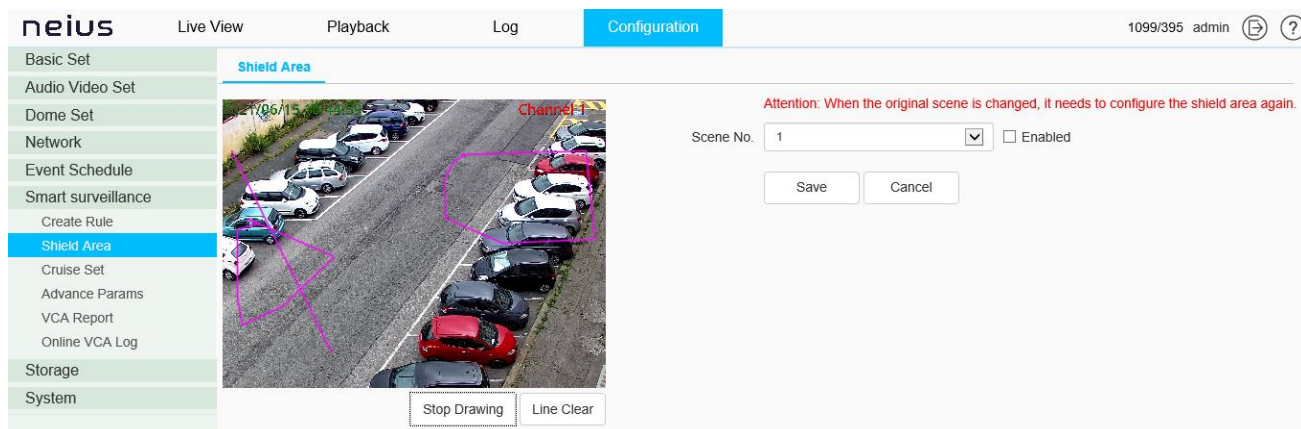 neius
Live View
Playback
Log
Configuration
1099/395 admin
?
Basic Set
Audio Video Set
Dome Set
Network
Event Schedule
Smart surveillance
Create Rule
Shield Area
Cruise Set
Advance Params
VCA Report
Online VCA Log
Storage
System
Shield Area
Channel 1
Stop Drawing
Line Clear
Attention: When the original scene is changed, it needs to configure the shield area again.
Scene No. 1 Enabled
Save
Cancel